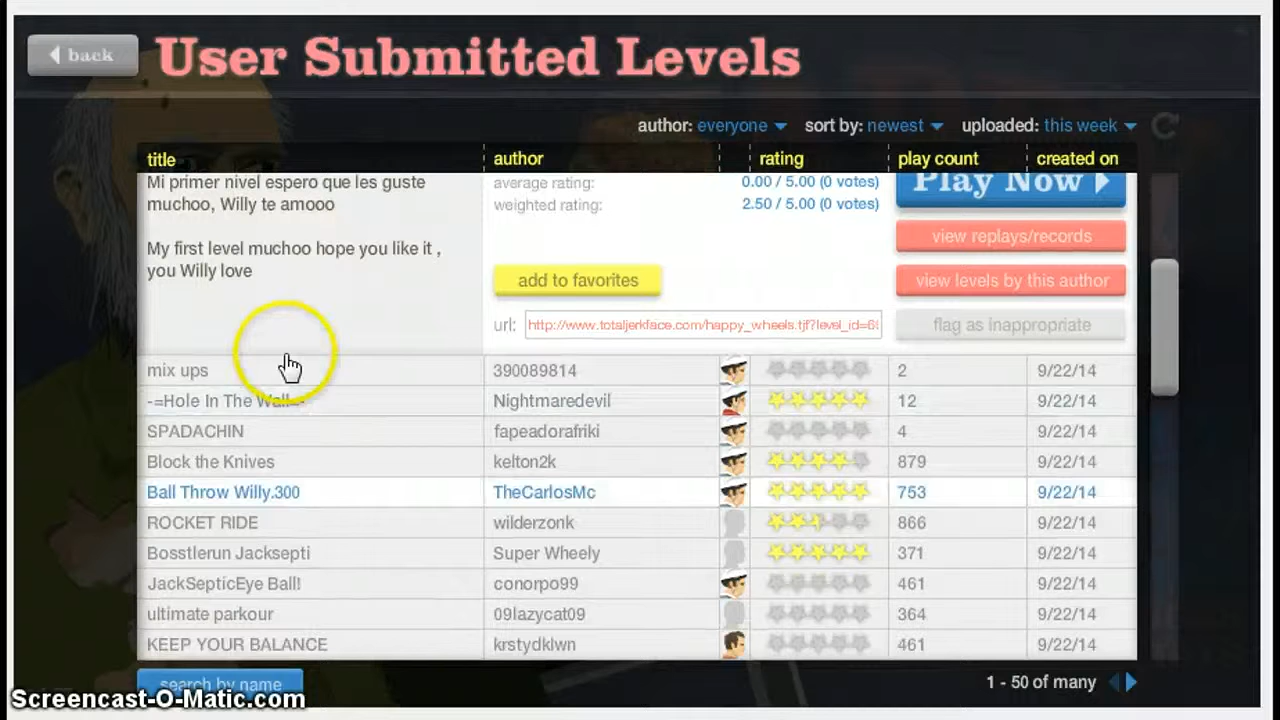 back
User Submitted Levels
author: everyone sort by: newest uploaded: this week
title author rating play count created on
Mi primer nivel espero que les guste
muchoo, Willy te amooo
My first level muchoo hope you like it ,
you Willy love
average rating: 0.00 / 5.00 (0 votes)
weighted rating: 2.50 / 5.00 (0 votes)
add to favorites
url: http://www.totaljerkface.com/happy_wheels.tjf?level_id=6
Play Now
view replays/records
view levels by this author
flag as inappropriate
mix ups 390089814 2 9/22/14
-=Hole In The Wall=- Nightmaredevil 12 9/22/14
SPADACHIN fapeadorafriki 4 9/22/14
Block the Knives kelton2k 879 9/22/14
Ball Throw Willy.300 TheCarlosMc 753 9/22/14
ROCKET RIDE wilderzonk 866 9/22/14
Bosstlerun Jacksepti Super Wheely 371 9/22/14
JackSepticEye Ball! conorpo99 461 9/22/14
ultimate parkour 09lazycat09 364 9/22/14
KEEP YOUR BALANCE krstydklwn 461 9/22/14
search by name
1 - 50 of many
Screencast-O-Matic.com